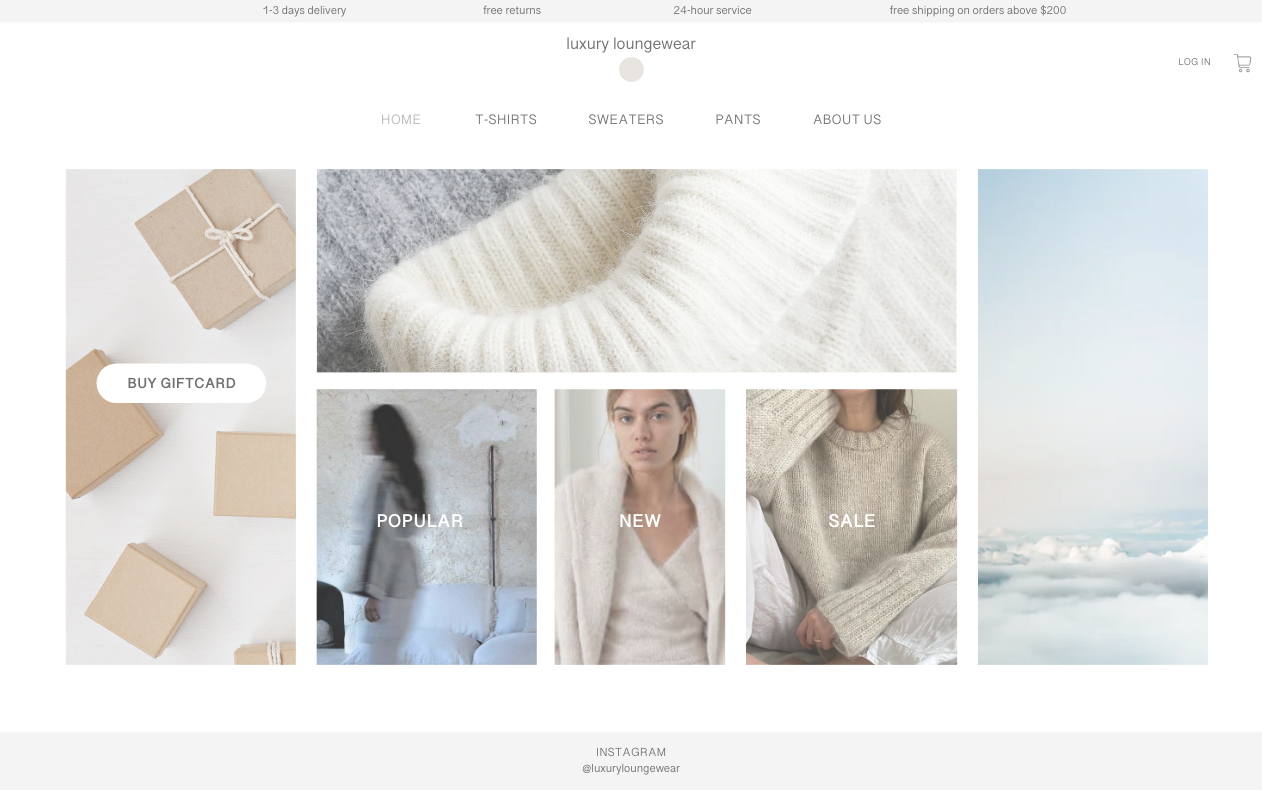 1-3 days delivery
free returns
24-hour service
free shipping on orders above $200
luxury loungewear
LOG IN
HOME
T-SHIRTS
SWEATERS
PANTS
ABOUT US
BUY GIFTCARD
POPULAR
NEW
SALE
INSTAGRAM
@luxuryloungewear